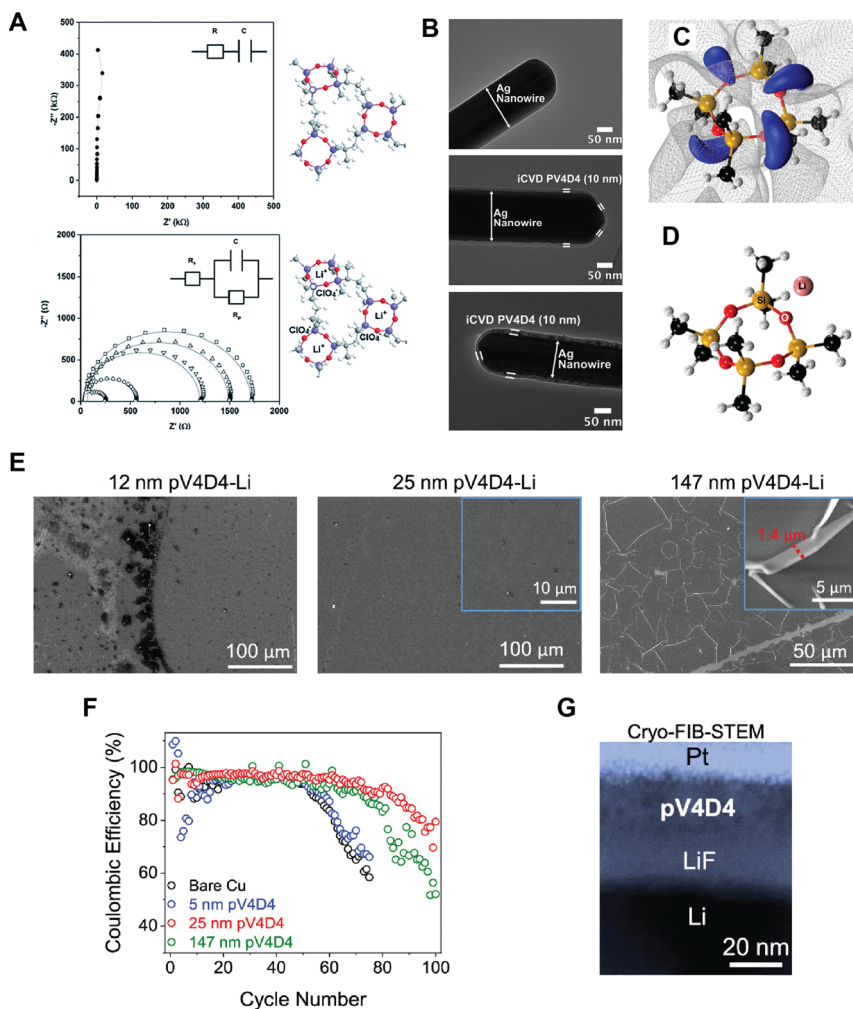 A
-Z'' (kΩ)
500
400
300
200
100
0
0 100 200 300 400 500
Z' (kΩ)
R C
-Z'' (Ω)
2000
1750
1500
1250
1000
750
500
250
0
0 500 1000 1500 2000
Z' (Ω)
Rs C
Rp
Li+
ClO4-
Li+
ClO4-
Li+
ClO4-
B
Ag
Nanowire
50 nm
iCVD PV4D4 (10 nm)
Ag
Nanowire
50 nm
iCVD PV4D4 (10 nm)
Ag
Nanowire
50 nm
C
D
Li
Si
O
E
12 nm pV4D4-Li
25 nm pV4D4-Li
147 nm pV4D4-Li
100 µm
10 µm
100 µm
1.4 µm
5 µm
50 µm
F
Coulombic Efficiency (%)
120
100
80
60
40
Bare Cu
5 nm pV4D4
25 nm pV4D4
147 nm pV4D4
0 20 40 60 80 100
Cycle Number
G
Cryo-FIB-STEM
Pt
pV4D4
LiF
Li
20 nm